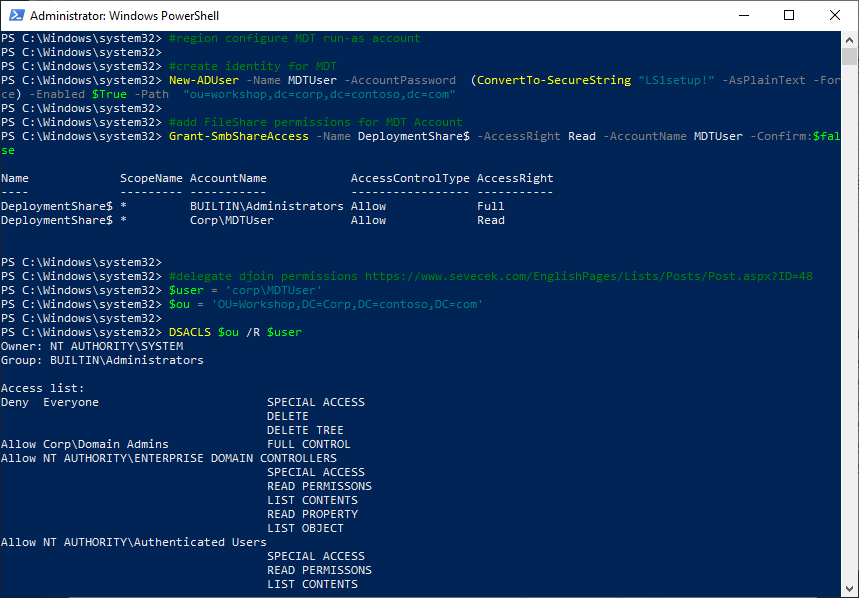 Administrator: Windows PowerShell
PS C:\Windows\system32> #region configure MDT run-as account
PS C:\Windows\system32>
PS C:\Windows\system32> #create identity for MDT
PS C:\Windows\system32> New-ADUser -Name MDTUser -AccountPassword  (ConvertTo-SecureString "LS1setup!" -AsPlainText -For
ce) -Enabled $True -Path  "ou=workshop,dc=corp,dc=contoso,dc=com"
PS C:\Windows\system32>
PS C:\Windows\system32> #add FileShare permissions for MDT Account
PS C:\Windows\system32> Grant-SmbShareAccess -Name DeploymentShare$ -AccessRight Read -AccountName MDTUser -Confirm:$fal
se
Name             ScopeName AccountName            AccessControlType AccessRight
----             --------- -----------            ----------------- -----------
DeploymentShare$ *         BUILTIN\Administrators Allow             Full
DeploymentShare$ *         Corp\MDTUser           Allow             Read
PS C:\Windows\system32>
PS C:\Windows\system32> #delegate djoin permissions https://www.sevecek.com/EnglishPages/Lists/Posts/Post.aspx?ID=48
PS C:\Windows\system32> $user = 'corp\MDTUser'
PS C:\Windows\system32> $ou = 'OU=Workshop,DC=Corp,DC=contoso,DC=com'
PS C:\Windows\system32>
PS C:\Windows\system32> DSACLS $ou /R $user
Owner: NT AUTHORITY\SYSTEM
Group: BUILTIN\Administrators
Access list:
Deny  Everyone                        SPECIAL ACCESS
                                      DELETE
                                      DELETE TREE
Allow Corp\Domain Admins              FULL CONTROL
Allow NT AUTHORITY\ENTERPRISE DOMAIN CONTROLLERS
                                      SPECIAL ACCESS
                                      READ PERMISSONS
                                      LIST CONTENTS
                                      READ PROPERTY
                                      LIST OBJECT
Allow NT AUTHORITY\Authenticated Users
                                      SPECIAL ACCESS
                                      READ PERMISSONS
                                      LIST CONTENTS